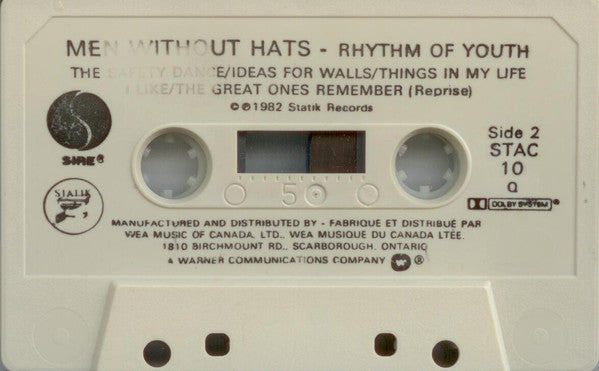 MEN WITHOUT HATS - RHYTHM OF YOUTH
THE SAFETY DANCE/IDEAS FOR WALLS/THINGS IN MY LIFE
I LIKE/THE GREAT ONES REMEMBER (Reprise)
©℗1982 Statik Records
SIRE®
STATIK
Side 2
STAC
10
Q
DOLBY SYSTEM®
5
MANUFACTURED AND DISTRIBUTED BY - FABRIQUÉ ET DISTRIBUÉ PAR
WEA MUSIC OF CANADA, LTD., WEA MUSIQUE DU CANADA LTÉE.
1810 BIRCHMOUNT RD., SCARBOROUGH, ONTARIO
A WARNER COMMUNICATIONS COMPANY ®